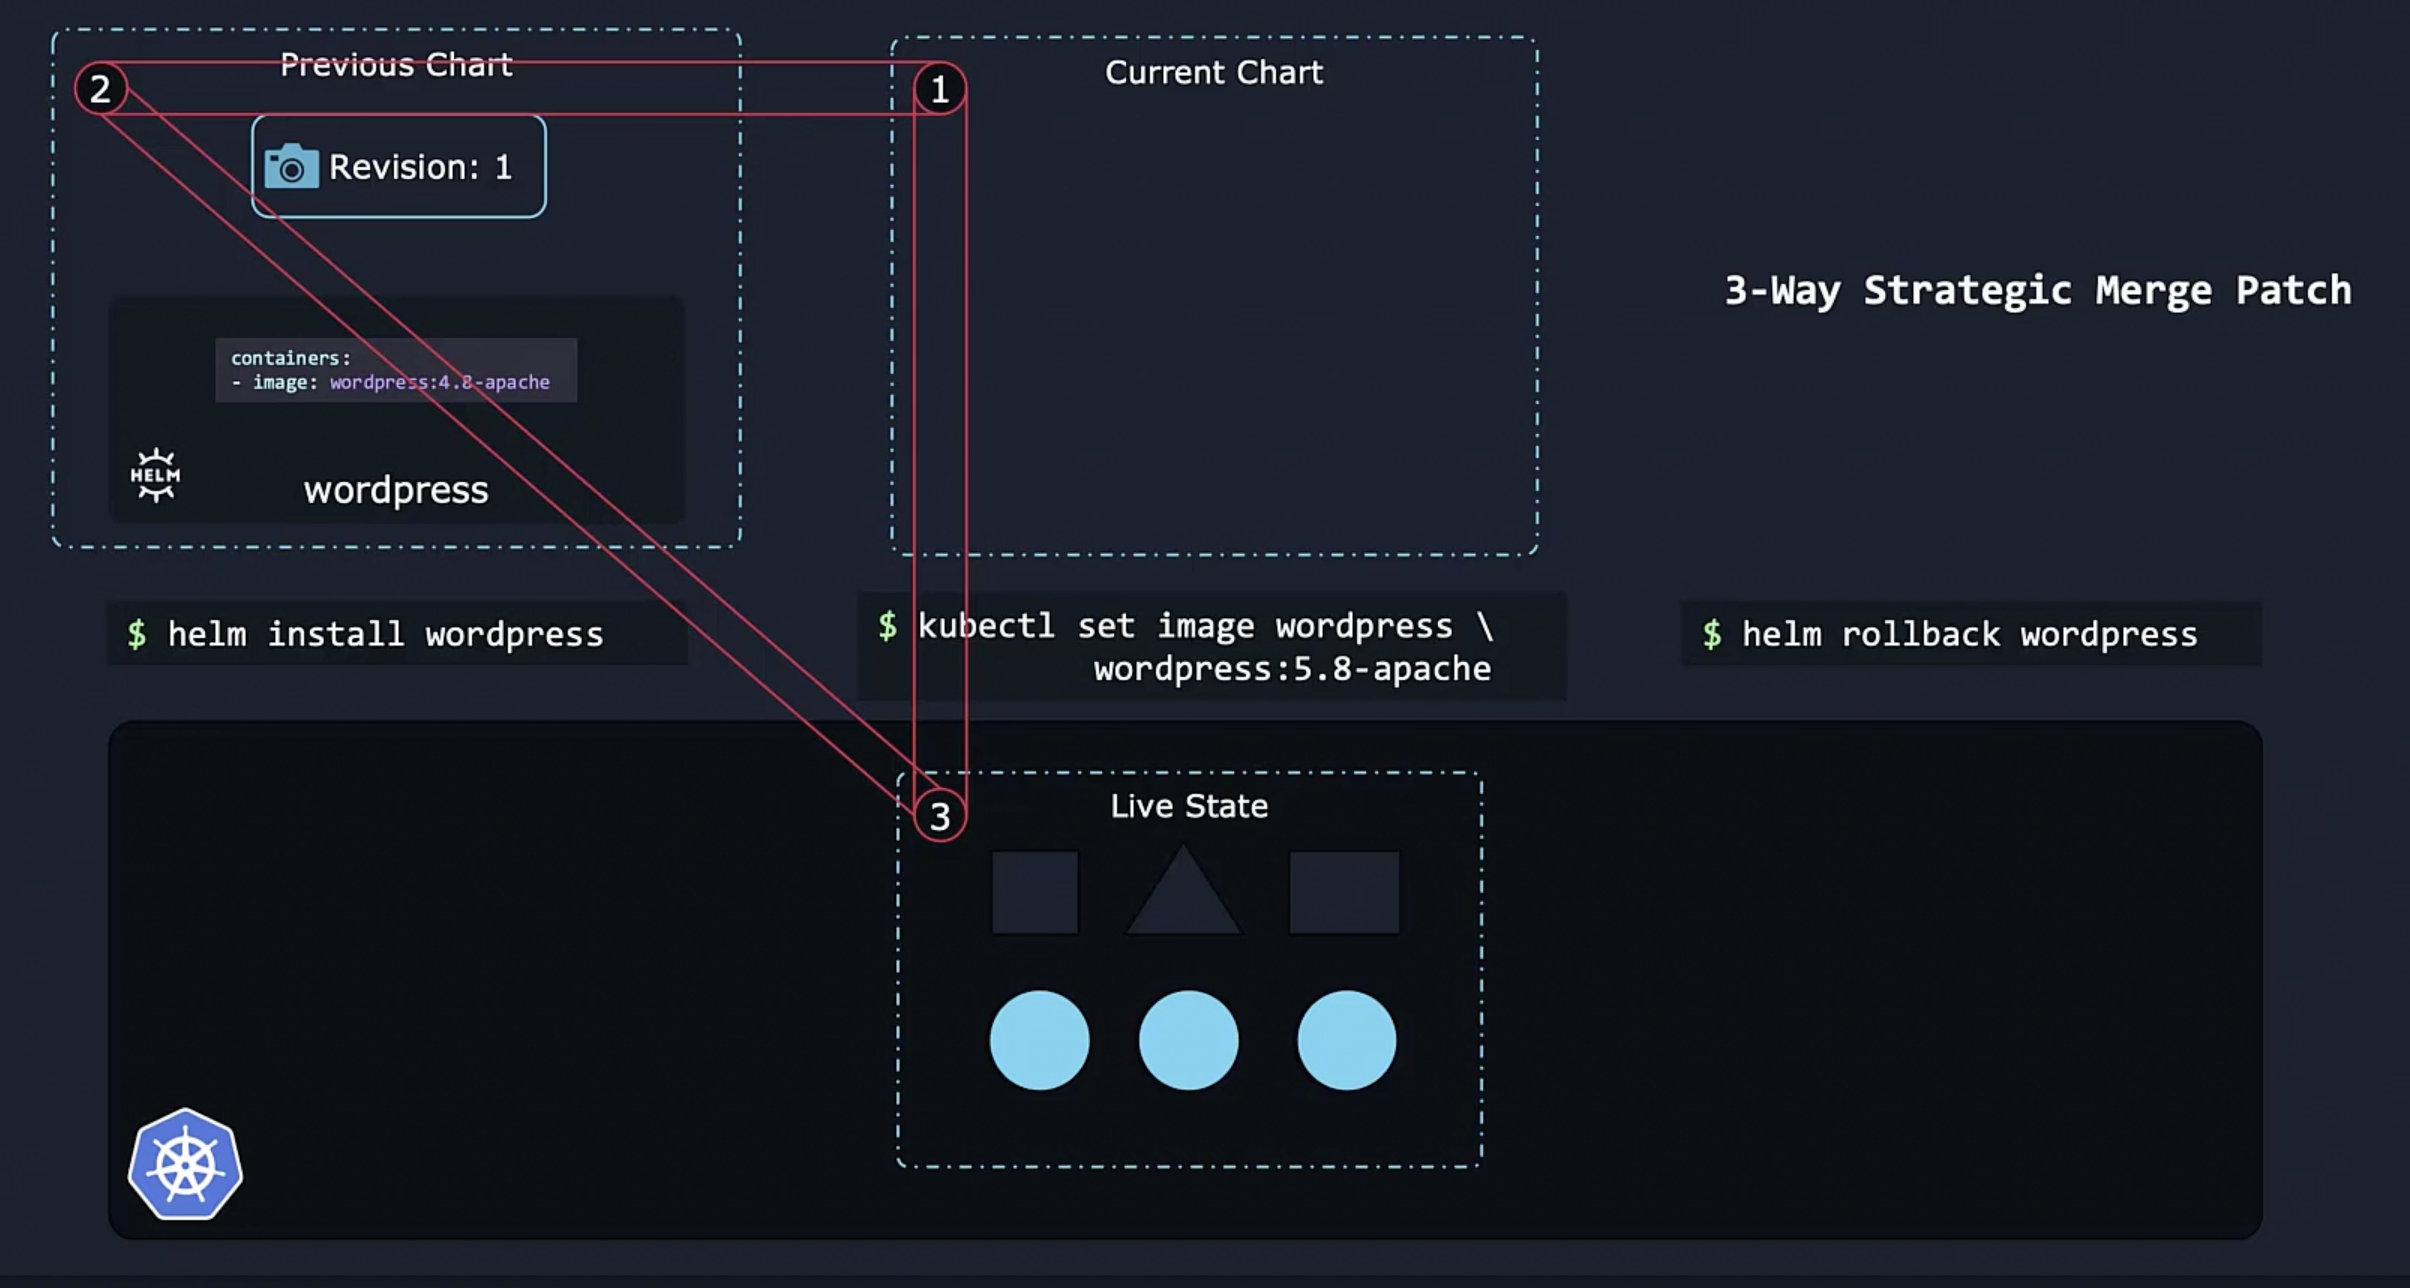 Previous Chart
2
Revision: 1
containers:
- image: wordpress:4.8-apache
HELM
wordpress
1
Current Chart
3-Way Strategic Merge Patch
$ helm install wordpress
$ kubectl set image wordpress \
wordpress:5.8-apache
$ helm rollback wordpress
3
Live State